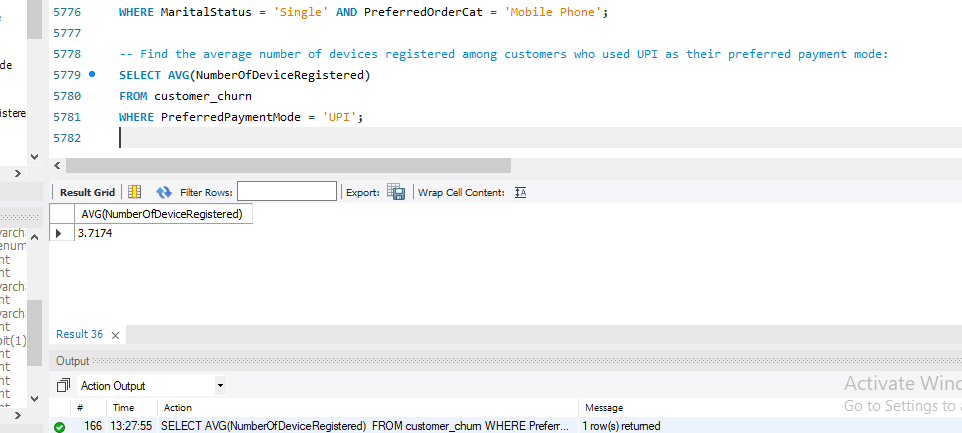 5776 WHERE MaritalStatus = 'Single' AND PreferredOrderCat = 'Mobile Phone';
5777
5778 -- Find the average number of devices registered among customers who used UPI as their preferred payment mode:
5779 SELECT AVG(NumberOfDeviceRegistered)
5780 FROM customer_churn
5781 WHERE PreferredPaymentMode = 'UPI';
5782
de
istere
Result Grid Filter Rows: Export: Wrap Cell Content: IA
AVG(NumberOfDeviceRegistered)
3.7174
varch
enum
nt
nt
varch
nt
varch
nt
bit(1)
nt
nt
nt
nt
Result 36
Output
Action Output
Activate Wind
Go to Settings to a
# Time Action Message
166 13:27:55 SELECT AVG(NumberOfDeviceRegistered) FROM customer_churn WHERE Preferr... 1 row(s) returned